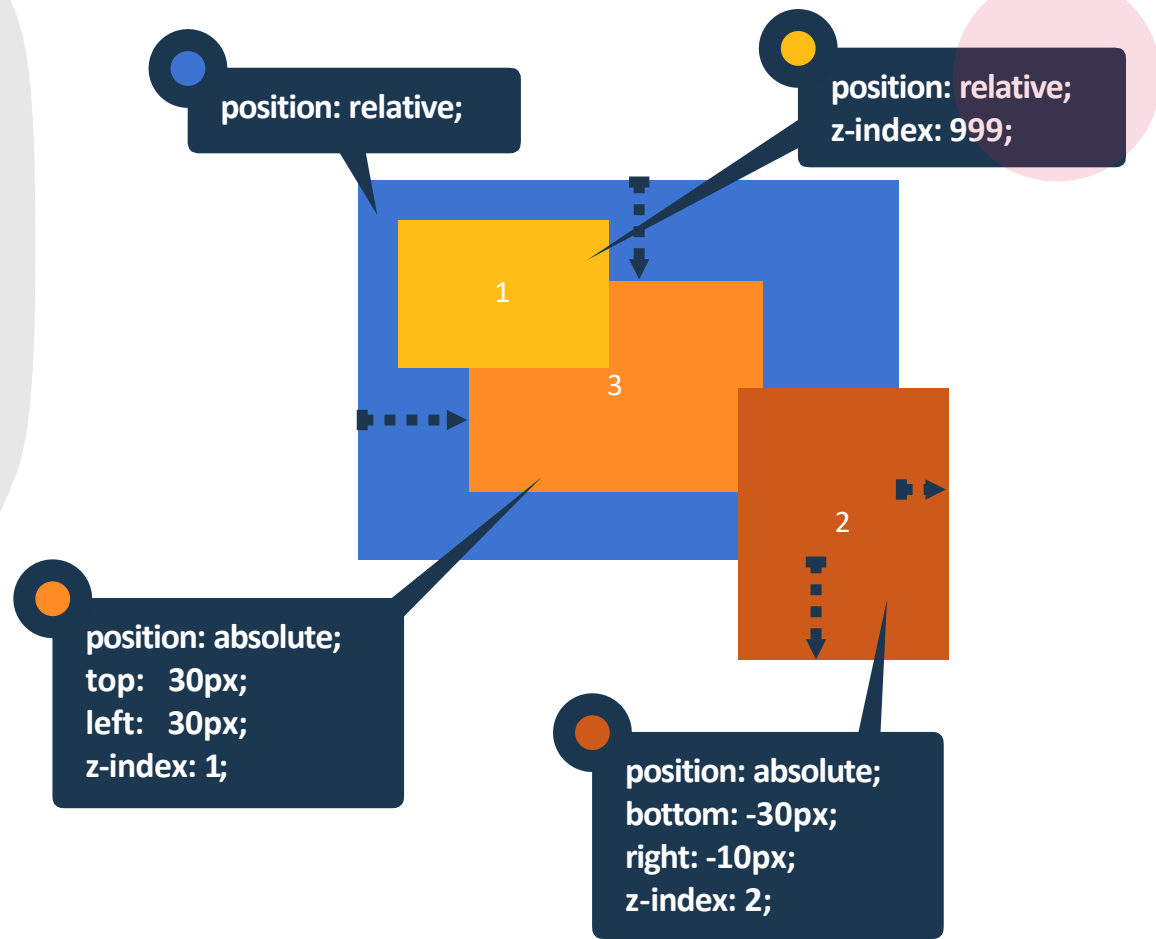 position: relative;
position: relative;
z-index: 999;
1
3
2
position: absolute;
top: 30px;
left: 30px;
z-index: 1;
position: absolute;
bottom: -30px;
right: -10px;
z-index: 2;